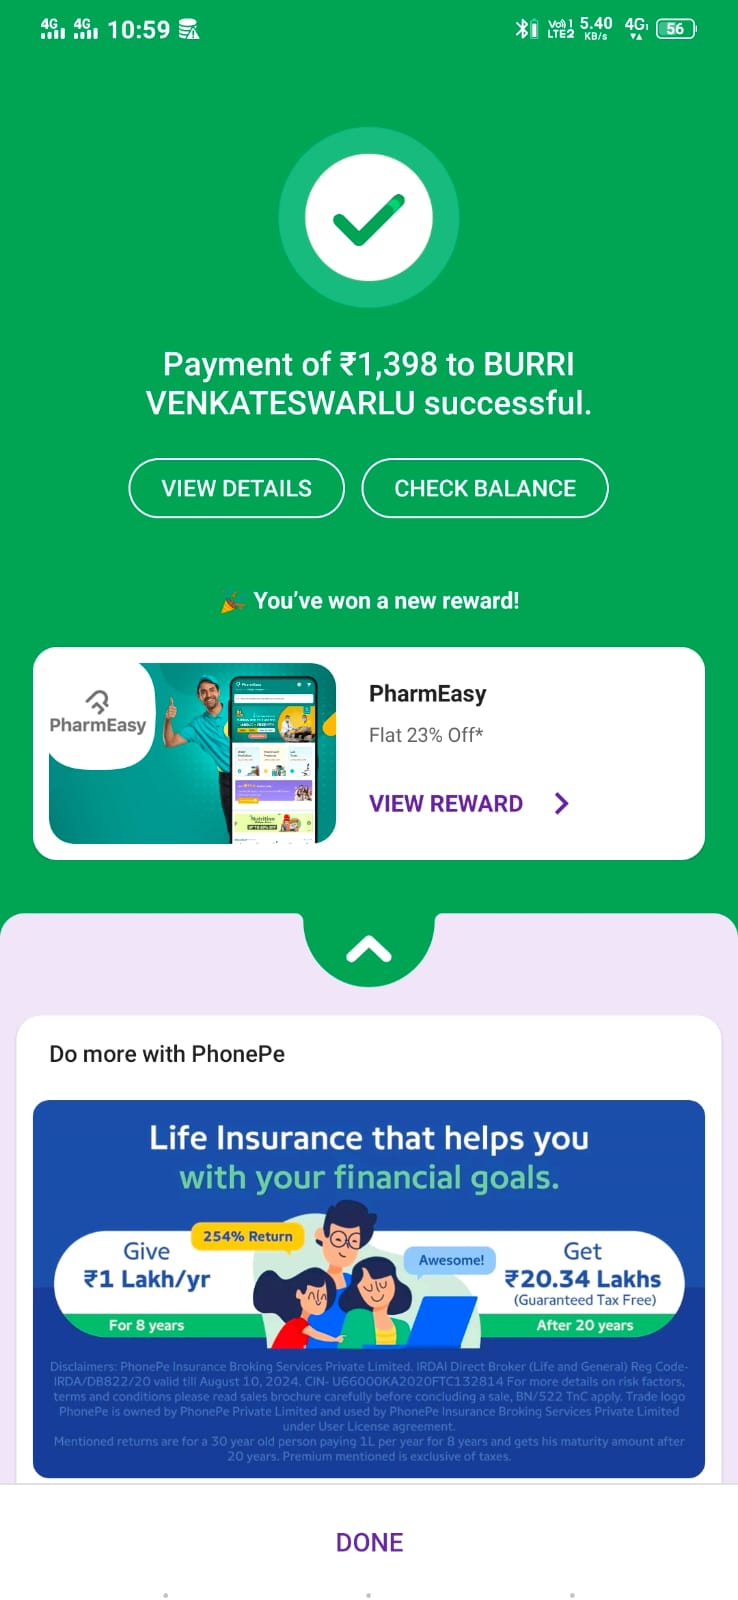 4G 4G 10:59 Vo) 1 LTE2 5.40 KB/s 4G 56
Payment of ₹1,398 to BURRI
VENKATESWARLU successful.
VIEW DETAILS CHECK BALANCE
You've won a new reward!
PharmEasy
PharmEasy
Flat 23% Off*
VIEW REWARD
Do more with PhonePe
Life Insurance that helps you
with your financial goals.
254% Return
Give
₹1 Lakh/yr
For 8 years
Awesome!
Get
₹20.34 Lakhs
(Guaranteed Tax Free)
After 20 years
Disclaimers: PhonePe Insurance Broking Services Private Limited. IRDAI Direct Broker (Life and General) Reg Code-
IRDA/DB822/20 valid till August 10, 2024. CIN- U66000KA2020FTC132814 For more details on risk factors,
terms and conditions please read sales brochure carefully before concluding a sale, BN/522 TnC apply. Trade logo
PhonePe is owned by PhonePe Private Limited and used by PhonePe Insurance Broking Services Private Limited
under User License agreement.
Mentioned returns are for a 30 year old person paying 1L per year for 8 years and gets his maturity amount after
20 years. Premium mentioned is exclusive of taxes.
DONE